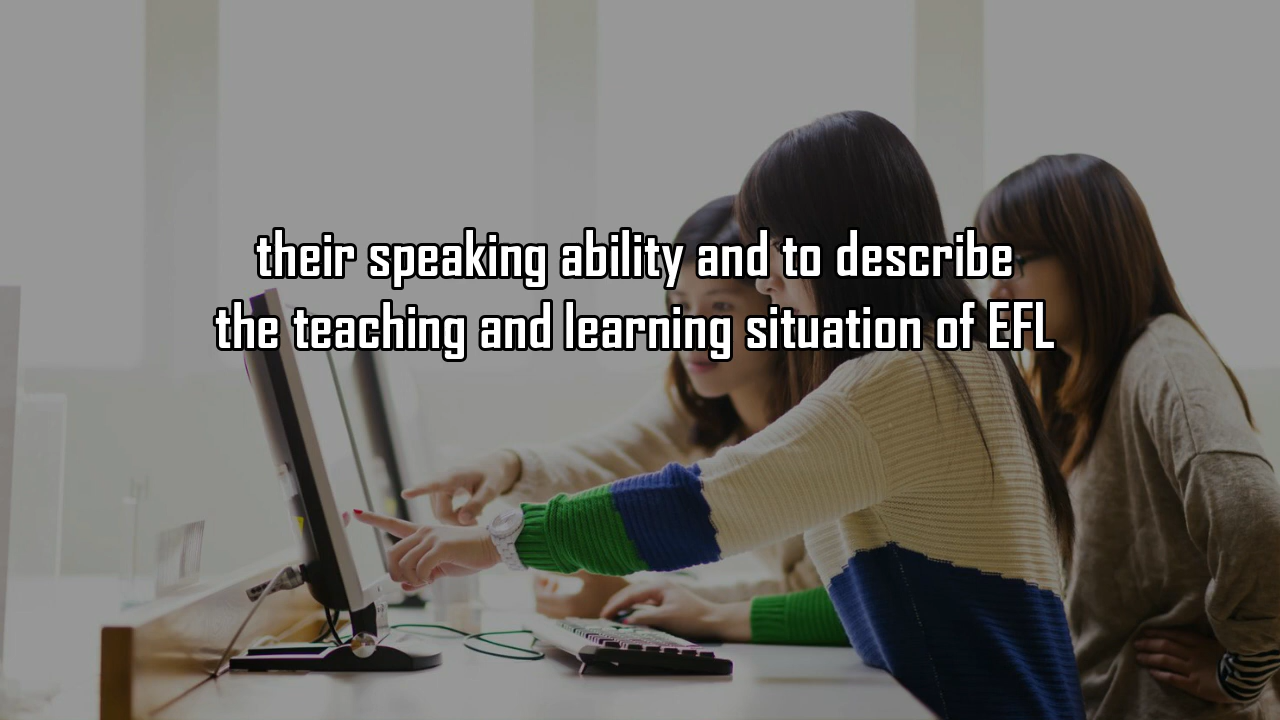 their speaking ability and to describe
the teaching and learning situation of EFL